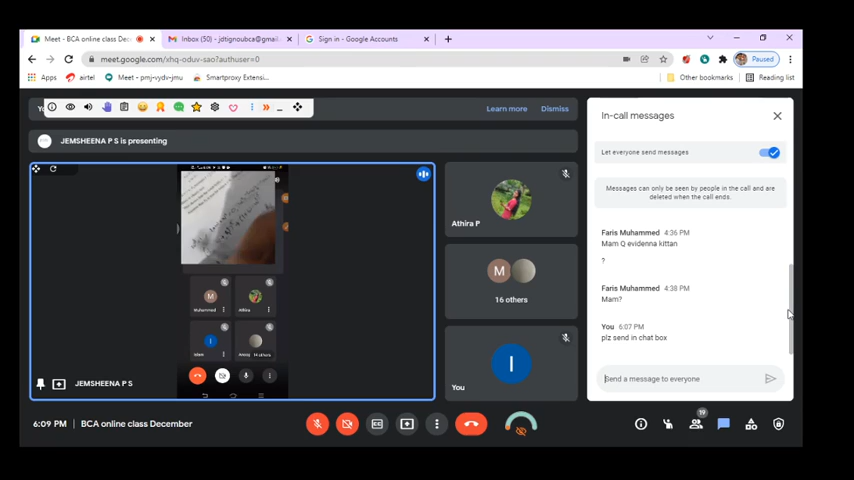 Meet - BCA online class Dec
Inbox (50) - jdtignoubca@gmail.
Sign in - Google Accounts
meet.google.com/xhq-oduv-sao?authuser=0
Paused
Apps
airtel
Meet - pmj-vydv-jmu
Smartproxy Extensi...
Other bookmarks
Reading list
Learn more
Dismiss
JEMSHEENA P S is presenting
Athira P
M
16 others
I
You
Muhammed
Athira
14 others
JEMSHEENA P S
In-call messages
Let everyone send messages
Messages can only be seen by people in the call and are
deleted when the call ends.
Faris Muhammed 4:36 PM
Mam Q evidenna kittan
?
Faris Muhammed 4:38 PM
Mam?
You 6:07 PM
plz send in chat box
Send a message to everyone
6:09 PM BCA online class December
19